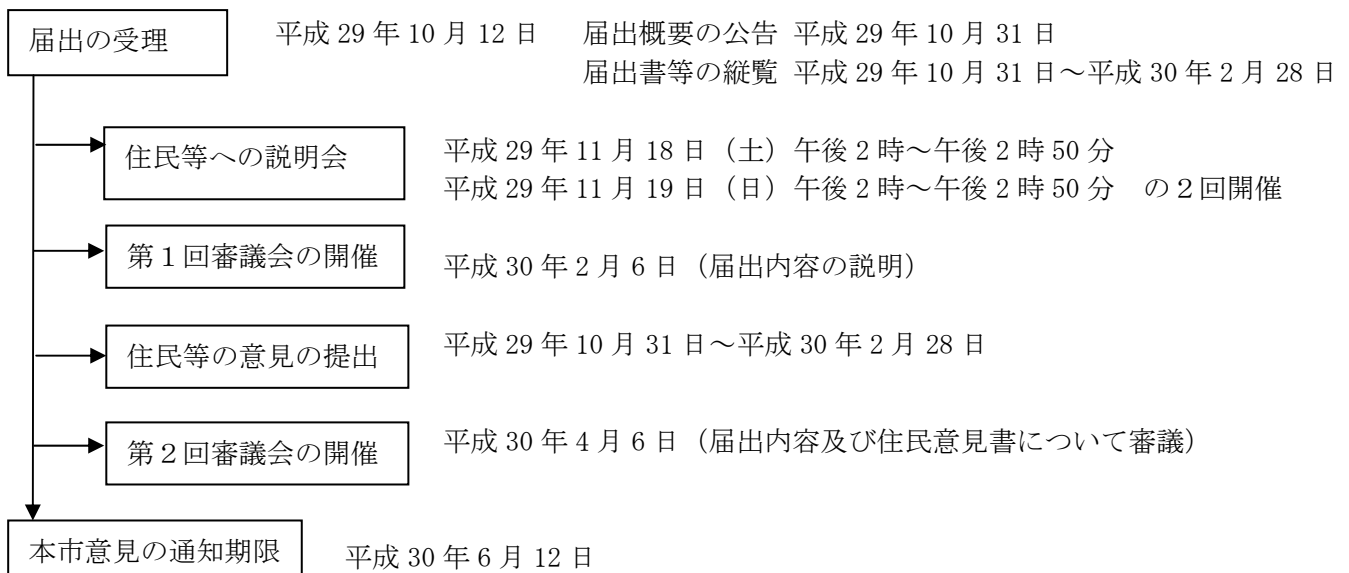 届出の受理　平成 29 年 10 月 12 日　届出概要の公告 平成 29 年 10 月 31 日
届出書等の縦覧 平成 29 年 10 月 31 日～平成 30 年 2 月 28 日
住民等への説明会　平成 29 年 11 月 18 日（土）午後 2 時～午後 2 時 50 分
平成 29 年 11 月 19 日（日）午後 2 時～午後 2 時 50 分　の２回開催
第１回審議会の開催　平成 30 年 2 月 6 日（届出内容の説明）
住民等の意見の提出　平成 29 年 10 月 31 日～平成 30 年 2 月 28 日
第２回審議会の開催　平成 30 年 4 月 6 日（届出内容及び住民意見書について審議）
本市意見の通知期限　平成 30 年 6 月 12 日